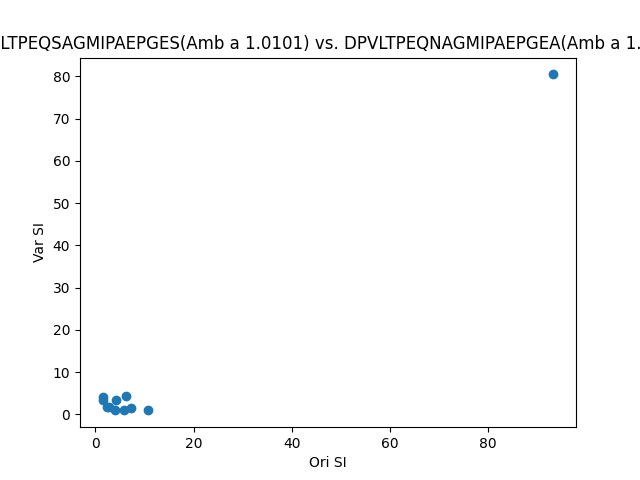 LTPEQSAGMIPAEPGES(Amb a 1.0101) vs. DPVLTPEQNAGMIPAEPGEA(Amb a 1.
80
70
60
50
40
30
20
10
0
Var SI
0 20 40 60 80
Ori SI